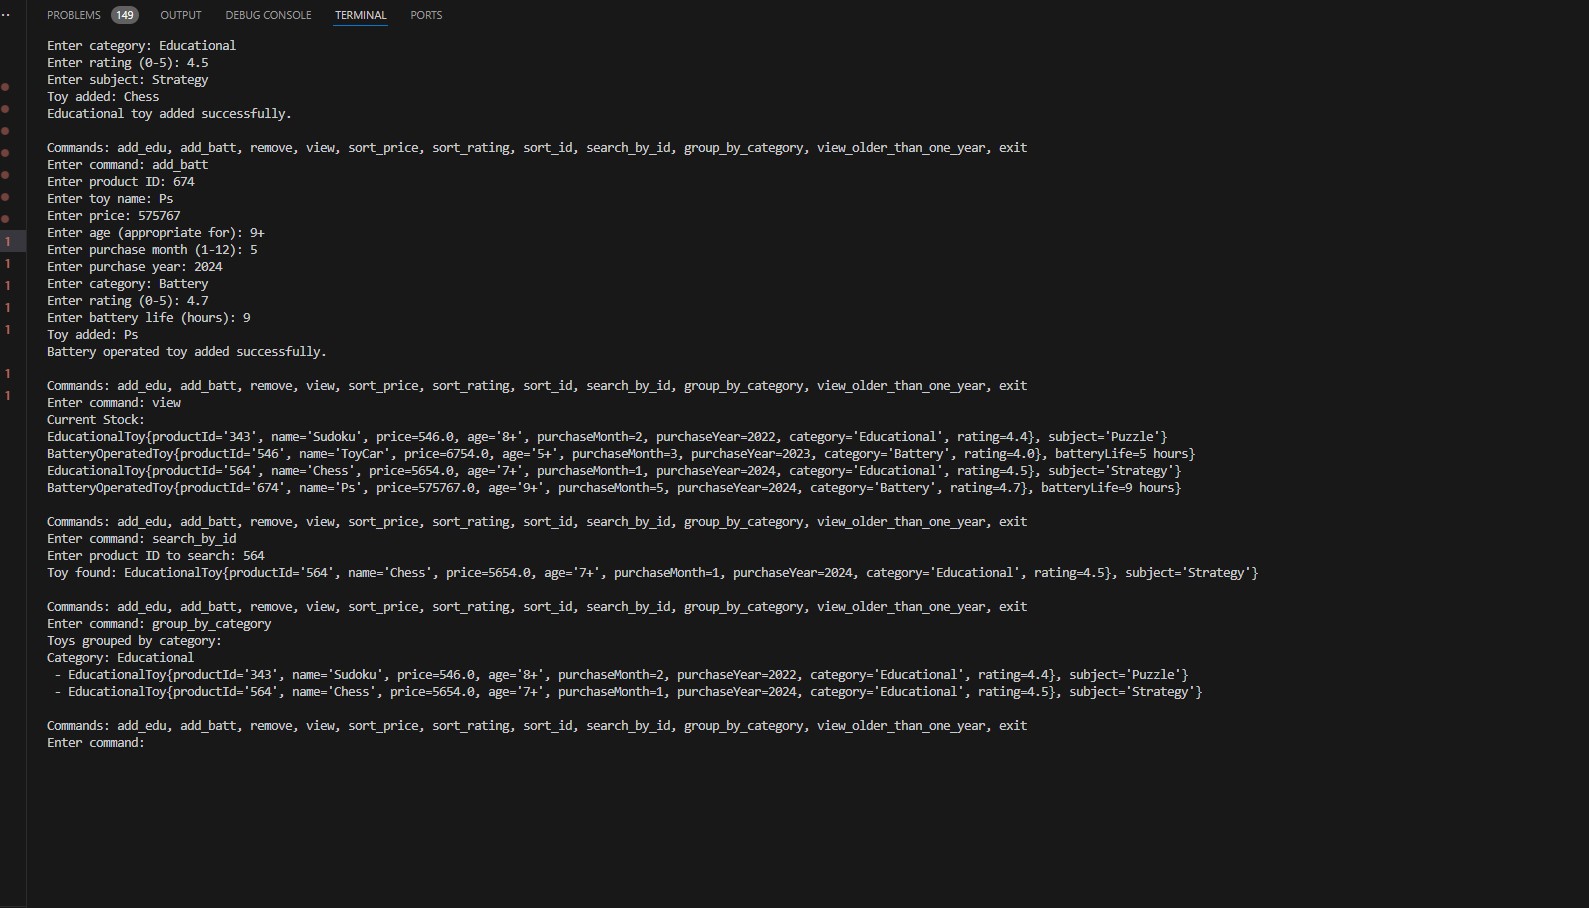 PROBLEMS 149 OUTPUT DEBUG CONSOLE TERMINAL PORTS
Enter category: Educational
Enter rating (0-5): 4.5
Enter subject: Strategy
Toy added: Chess
Educational toy added successfully.
Commands: add_edu, add_batt, remove, view, sort_price, sort_rating, sort_id, search_by_id, group_by_category, view_older_than_one_year, exit
Enter command: add_batt
Enter product ID: 674
Enter toy name: Ps
Enter price: 575767
Enter age (appropriate for): 9+
Enter purchase month (1-12): 5
Enter purchase year: 2024
Enter category: Battery
Enter rating (0-5): 4.7
Enter battery life (hours): 9
Toy added: Ps
Battery operated toy added successfully.
Commands: add_edu, add_batt, remove, view, sort_price, sort_rating, sort_id, search_by_id, group_by_category, view_older_than_one_year, exit
Enter command: view
Current Stock:
EducationalToy{productId='343', name='Sudoku', price=546.0, age='8+', purchaseMonth=2, purchaseYear=2022, category='Educational', rating=4.4}, subject='Puzzle'}
BatteryOperatedToy{productId='546', name='ToyCar', price=6754.0, age='5+', purchaseMonth=3, purchaseYear=2023, category='Battery', rating=4.0}, batteryLife=5 hours}
EducationalToy{productId='564', name='Chess', price=5654.0, age='7+', purchaseMonth=1, purchaseYear=2024, category='Educational', rating=4.5}, subject='Strategy'}
BatteryOperatedToy{productId='674', name='Ps', price=575767.0, age='9+', purchaseMonth=5, purchaseYear=2024, category='Battery', rating=4.7}, batteryLife=9 hours}
Commands: add_edu, add_batt, remove, view, sort_price, sort_rating, sort_id, search_by_id, group_by_category, view_older_than_one_year, exit
Enter command: search_by_id
Enter product ID to search: 564
Toy found: EducationalToy{productId='564', name='Chess', price=5654.0, age='7+', purchaseMonth=1, purchaseYear=2024, category='Educational', rating=4.5}, subject='Strategy'}
Commands: add_edu, add_batt, remove, view, sort_price, sort_rating, sort_id, search_by_id, group_by_category, view_older_than_one_year, exit
Enter command: group_by_category
Toys grouped by category:
Category: Educational
- EducationalToy{productId='343', name='Sudoku', price=546.0, age='8+', purchaseMonth=2, purchaseYear=2022, category='Educational', rating=4.4}, subject='Puzzle'}
- EducationalToy{productId='564', name='Chess', price=5654.0, age='7+', purchaseMonth=1, purchaseYear=2024, category='Educational', rating=4.5}, subject='Strategy'}
Commands: add_edu, add_batt, remove, view, sort_price, sort_rating, sort_id, search_by_id, group_by_category, view_older_than_one_year, exit
Enter command:
1
1
1
1
1
1
1